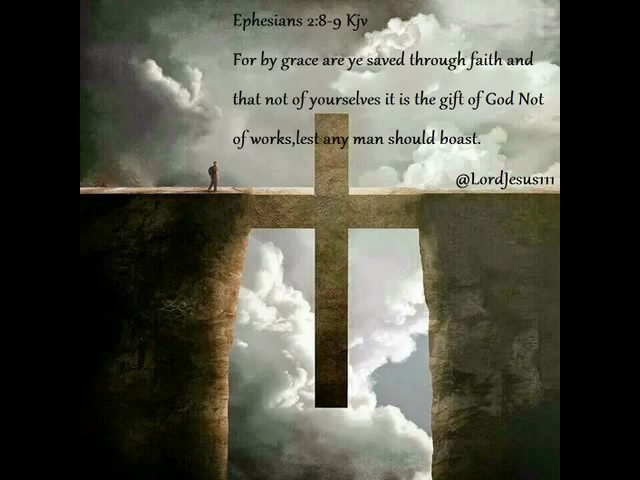 Ephesians 2:8-9 Kjv
For by grace are ye saved through faith and
that not of yourselves it is the gift of God Not
of works,lest any man should boast.
@LordJesus111